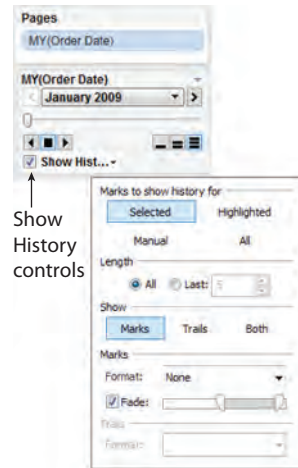 Pages
MY(Order Date)
MY(Order Date)
January 2009
Show Hist...
Show
History
controls
Marks to show history for
Selected Highlighted
Manual All
Length
All Last: 5
Show
Marks Trails Both
Marks
Format: None
Fade:
Trails
Format: